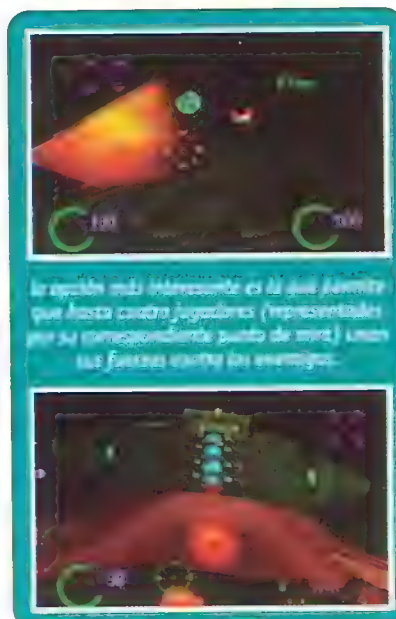 la opción más interesante es la que permite
que hasta cuatro jugadores (representados
por su correspondiente punto de mira) unan
sus fuerzas contra los enemigos.
100